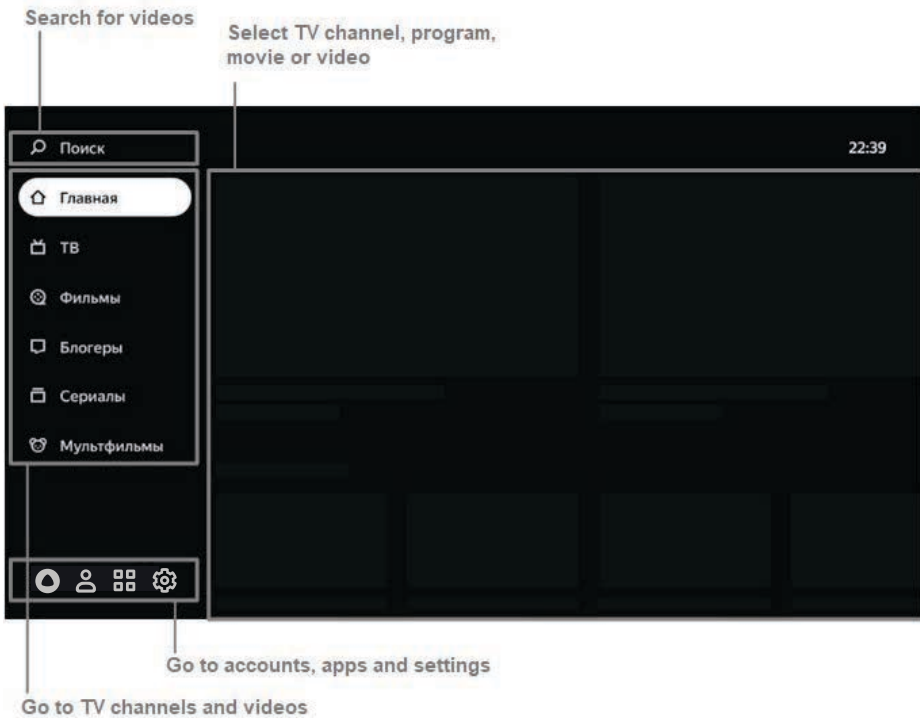 Search for videos
Select TV channel, program,
movie or video
Поиск
22:39
Главная
ТВ
Фильмы
Блогеры
Сериалы
Мультфильмы
Go to accounts, apps and settings
Go to TV channels and videos